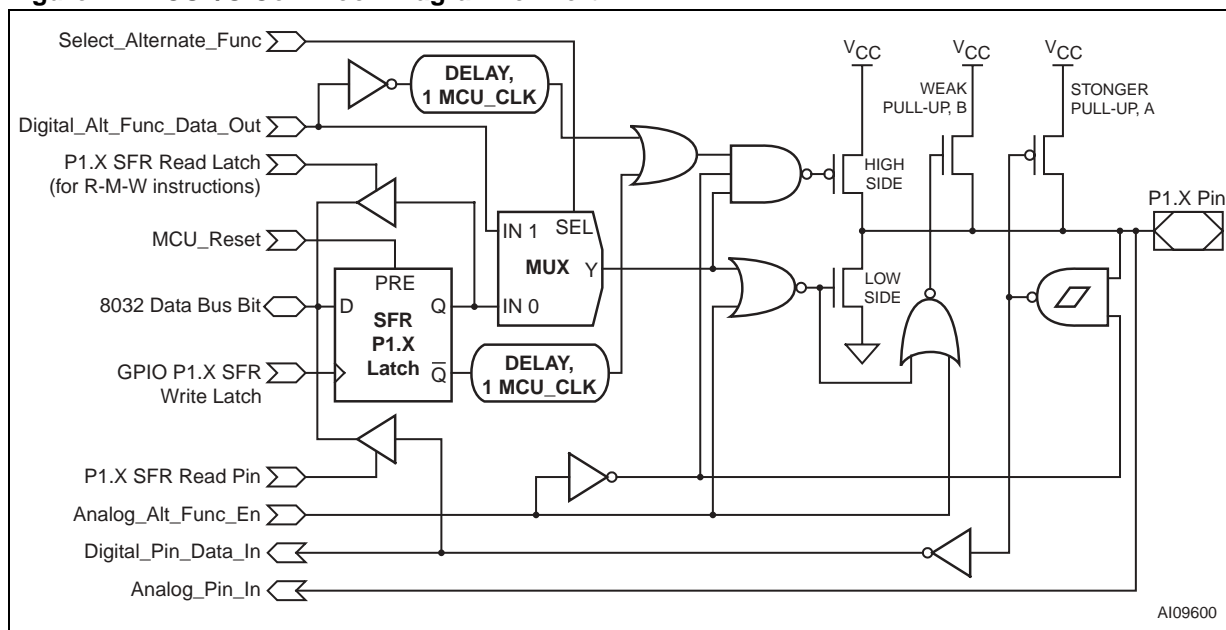 Select_Alternate_Func
DELAY,
1 MCU_CLK
Digital_Alt_Func_Data_Out
P1.X SFR Read Latch
(for R-M-W instructions)
MCU_Reset
8032 Data Bus Bit
GPIO P1.X SFR
Write Latch
P1.X SFR Read Pin
Analog_Alt_Func_En
Digital_Pin_Data_In
Analog_Pin_In
PRE
D
Q
SFR
P1.X
Latch
Q
DELAY,
1 MCU_CLK
IN 1
SEL
MUX
Y
IN 0
VCC
HIGH
SIDE
LOW
SIDE
VCC
WEAK
PULL-UP, B
VCC
STONGER
PULL-UP, A
P1.X Pin
AI09600